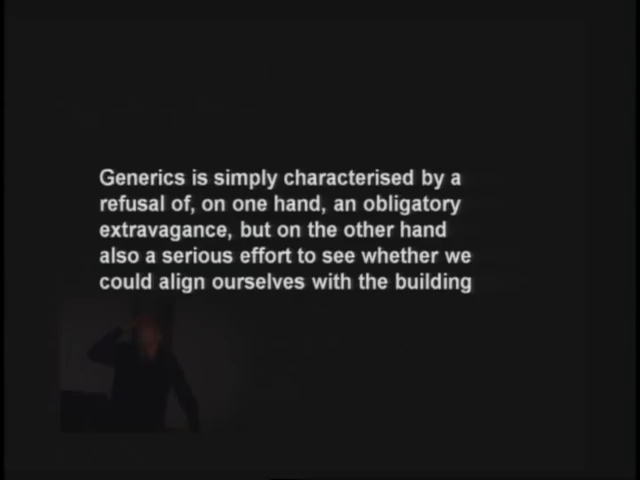 Generics is simply characterised by a
refusal of, on one hand, an obligatory
extravagance, but on the other hand
also a serious effort to see whether we
could align ourselves with the building